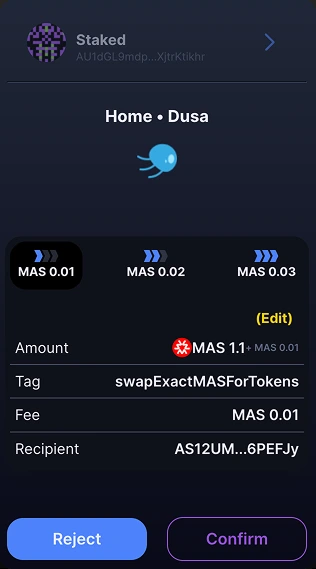 Staked
AU1dGL9mdp...XjtrKtikhr
Home • Dusa
MAS 0.01 MAS 0.02 MAS 0.03
(Edit)
Amount MAS 1.1 + MAS 0.01
Tag swapExactMASForTokens
Fee MAS 0.01
Recipient AS12UM...6PEFJy
Reject Confirm